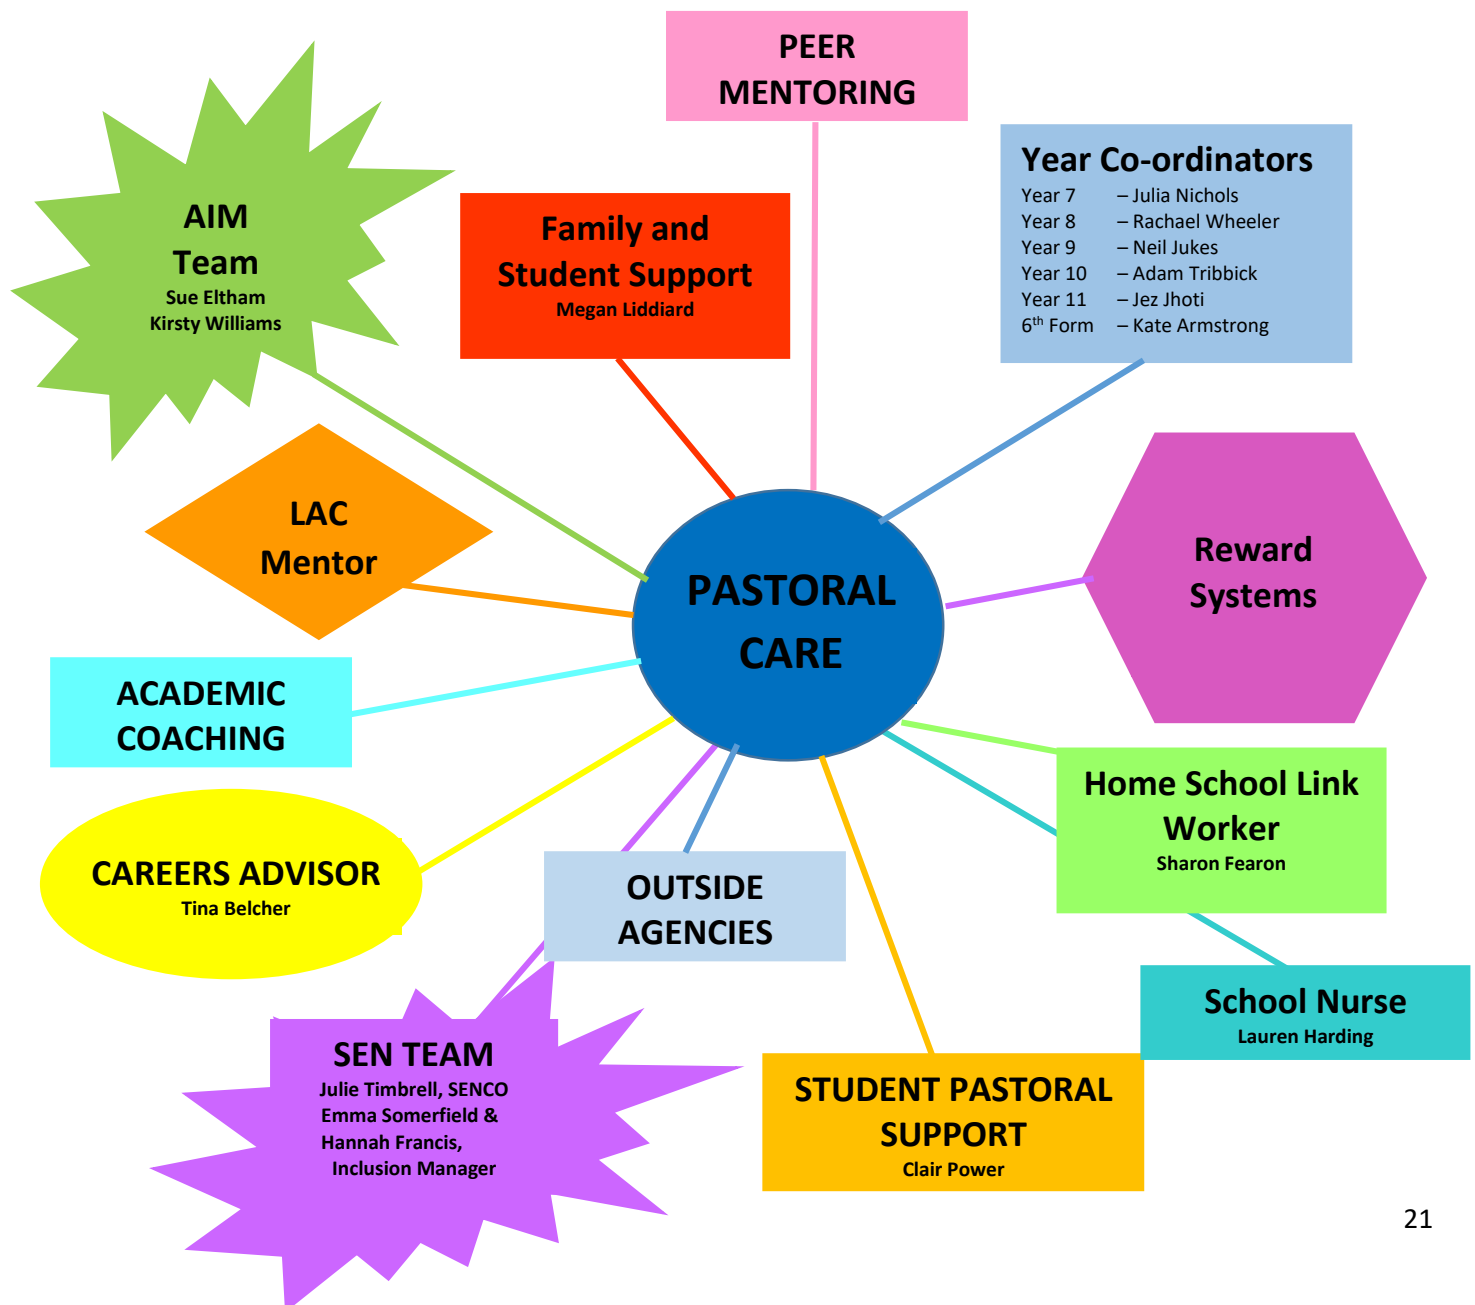 PEER
MENTORING
AIM
Team
Sue Eltham
Kirsty Williams
Family and
Student Support
Megan Liddiard
Year Co-ordinators
Year 7 – Julia Nichols
Year 8 – Rachael Wheeler
Year 9 – Neil Jukes
Year 10 – Adam Tribbick
Year 11 – Jez Jhoti
6th Form – Kate Armstrong
LAC
Mentor
PASTORAL
CARE
Reward
Systems
ACADEMIC
COACHING
Home School Link
Worker
Sharon Fearon
CAREERS ADVISOR
Tina Belcher
OUTSIDE
AGENCIES
School Nurse
Lauren Harding
SEN TEAM
Julie Timbrell, SENCO
Emma Somerfield &
Hannah Francis,
Inclusion Manager
STUDENT PASTORAL
SUPPORT
Clair Power
21